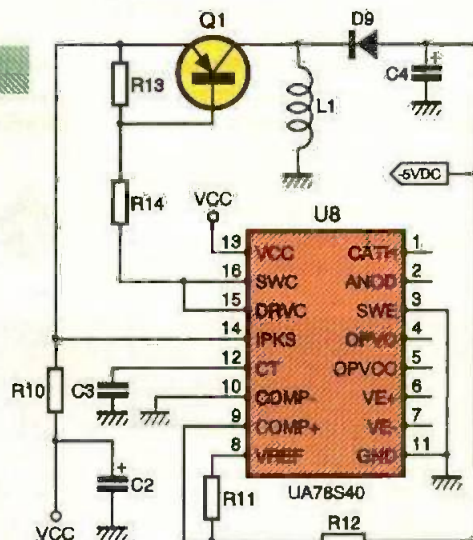 Q1
D9
R13
C4
+
L1
R14
-5VDC
VCC
U8
13 VCC CATH 1
16 SWC ANOD 2
15 DRVC SWE 3
14 IPKS OPVO 4
12 CT OPVCO 5
10 COMP- VE+ 6
9 COMP+ VE- 7
8 VREF GND 11
UA78S40
R10
C3
+
C2
R11
R12
VCC